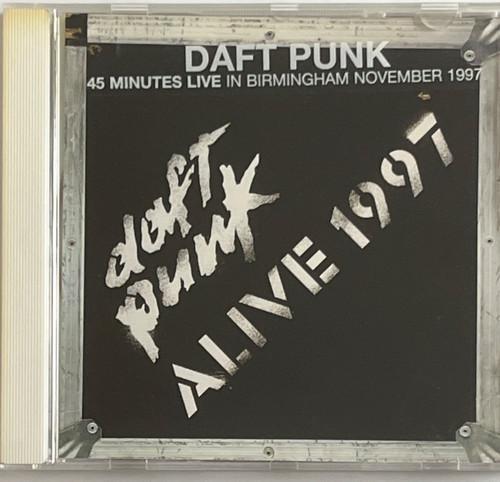 DAFT PUNK
45 MINUTES LIVE IN BIRMINGHAM NOVEMBER 1997
daft
punk
ALIVE 1997